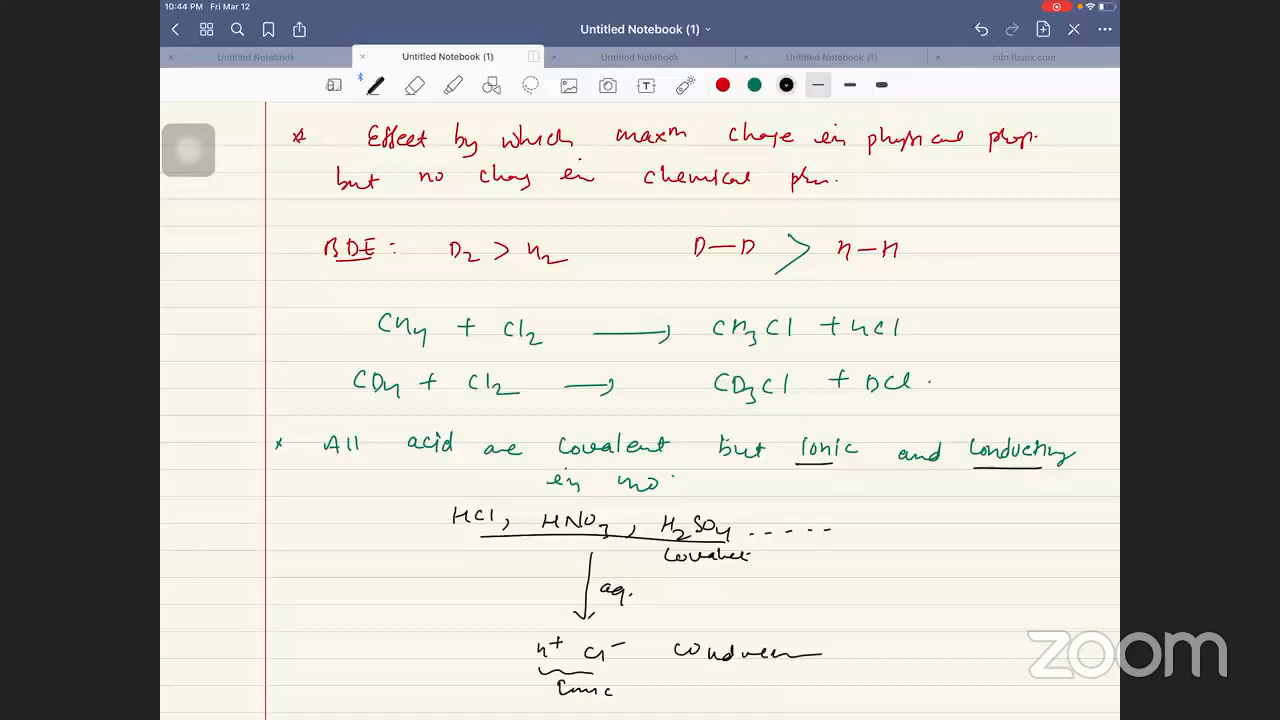 10:44 PM Fri Mar 12
Untitled Notebook (1)
Untitled Notebook Untitled Notebook (1) Untitled Notebook Untitled Notebook (1) cdn.fbsbx.com
* Effect by which maxm change in physical prop.
but no chang in chemical
BDE : D2 > H2 D—D > H—H
CH4 + Cl2 ⟶ CH3Cl + HCl
CD4 + Cl2 ⟶ CD3Cl + DCl .
* All acid are covalent but ionic and conducting
in H2O
HCl, HNO3, H2SO4 .....
Covalent
aq.
H+ Cl-
Ionic
zoom